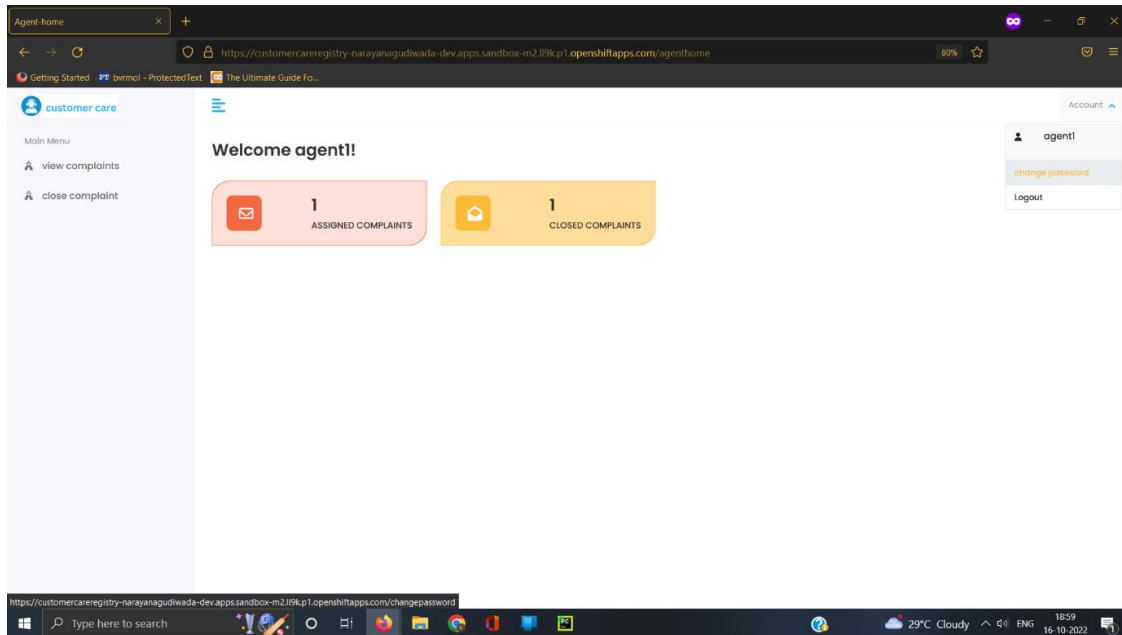 Agent-home
https://customercareregistry-narayanagudiwada-dev.apps.sandbox-m2.ll9k.p1.openshiftapps.com/agenthome
80%
Getting Started
PT bvrmol - ProtectedText
The Ultimate Guide Fo...
customer care
Account
Main Menu
view complaints
close complaint
Welcome agent1!
1
ASSIGNED COMPLAINTS
1
CLOSED COMPLAINTS
agent1
change password
Logout
https://customercareregistry-narayanagudiwada-dev.apps.sandbox-m2.ll9k.p1.openshiftapps.com/changepassword
Type here to search
PC
29°C Cloudy
ENG
18:59
16-10-2022
1